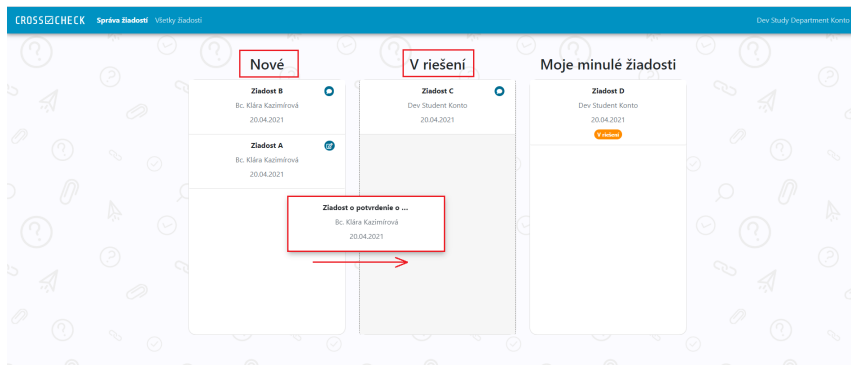 CROSS☑CHECK Správa žiadostí Všetky žiadosti Dev Study Department Konto
Nové
Ziadost B
Bc. Klára Kazimírová
20.04.2021
Ziadost A
Bc. Klára Kazimírová
20.04.2021
Ziadost o potvrdenie o ...
Bc. Klára Kazimírová
20.04.2021
V riešení
Ziadost C
Dev Student Konto
20.04.2021
Moje minulé žiadosti
Ziadost D
Dev Student Konto
20.04.2021
V riešení